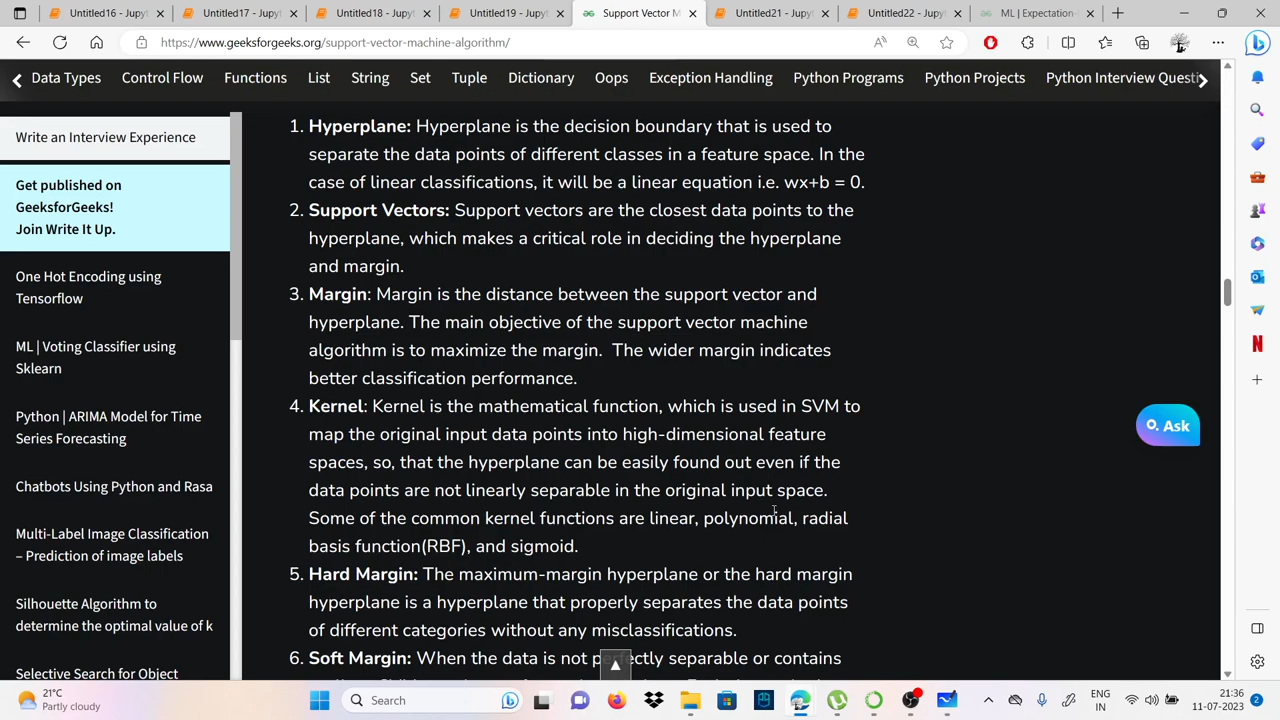 Untitled16 - Jupyt
Untitled17 - Jupyt
Untitled18 - Jupyt
Untitled19 - Jupyt
Support Vector M
Untitled21 - Jupyt
Untitled22 - Jupyt
ML | Expectation-
https://www.geeksforgeeks.org/support-vector-machine-algorithm/
Data Types Control Flow Functions List String Set Tuple Dictionary Oops Exception Handling Python Programs Python Projects Python Interview Questi
Write an Interview Experience
Get published on
GeeksforGeeks!
Join Write It Up.
One Hot Encoding using
Tensorflow
ML | Voting Classifier using
Sklearn
Python | ARIMA Model for Time
Series Forecasting
Chatbots Using Python and Rasa
Multi-Label Image Classification
– Prediction of image labels
Silhouette Algorithm to
determine the optimal value of k
Selective Search for Object
1. Hyperplane: Hyperplane is the decision boundary that is used to
separate the data points of different classes in a feature space. In the
case of linear classifications, it will be a linear equation i.e. wx+b = 0.
2. Support Vectors: Support vectors are the closest data points to the
hyperplane, which makes a critical role in deciding the hyperplane
and margin.
3. Margin: Margin is the distance between the support vector and
hyperplane. The main objective of the support vector machine
algorithm is to maximize the margin.  The wider margin indicates
better classification performance.
4. Kernel: Kernel is the mathematical function, which is used in SVM to
map the original input data points into high-dimensional feature
spaces, so, that the hyperplane can be easily found out even if the
data points are not linearly separable in the original input space.
Some of the common kernel functions are linear, polynomial, radial
basis function(RBF), and sigmoid.
5. Hard Margin: The maximum-margin hyperplane or the hard margin
hyperplane is a hyperplane that properly separates the data points
of different categories without any misclassifications.
6. Soft Margin: When the data is not perfectly separable or contains
Ask
21°C
Partly cloudy
Search
ENG
IN
21:36
11-07-2023
2